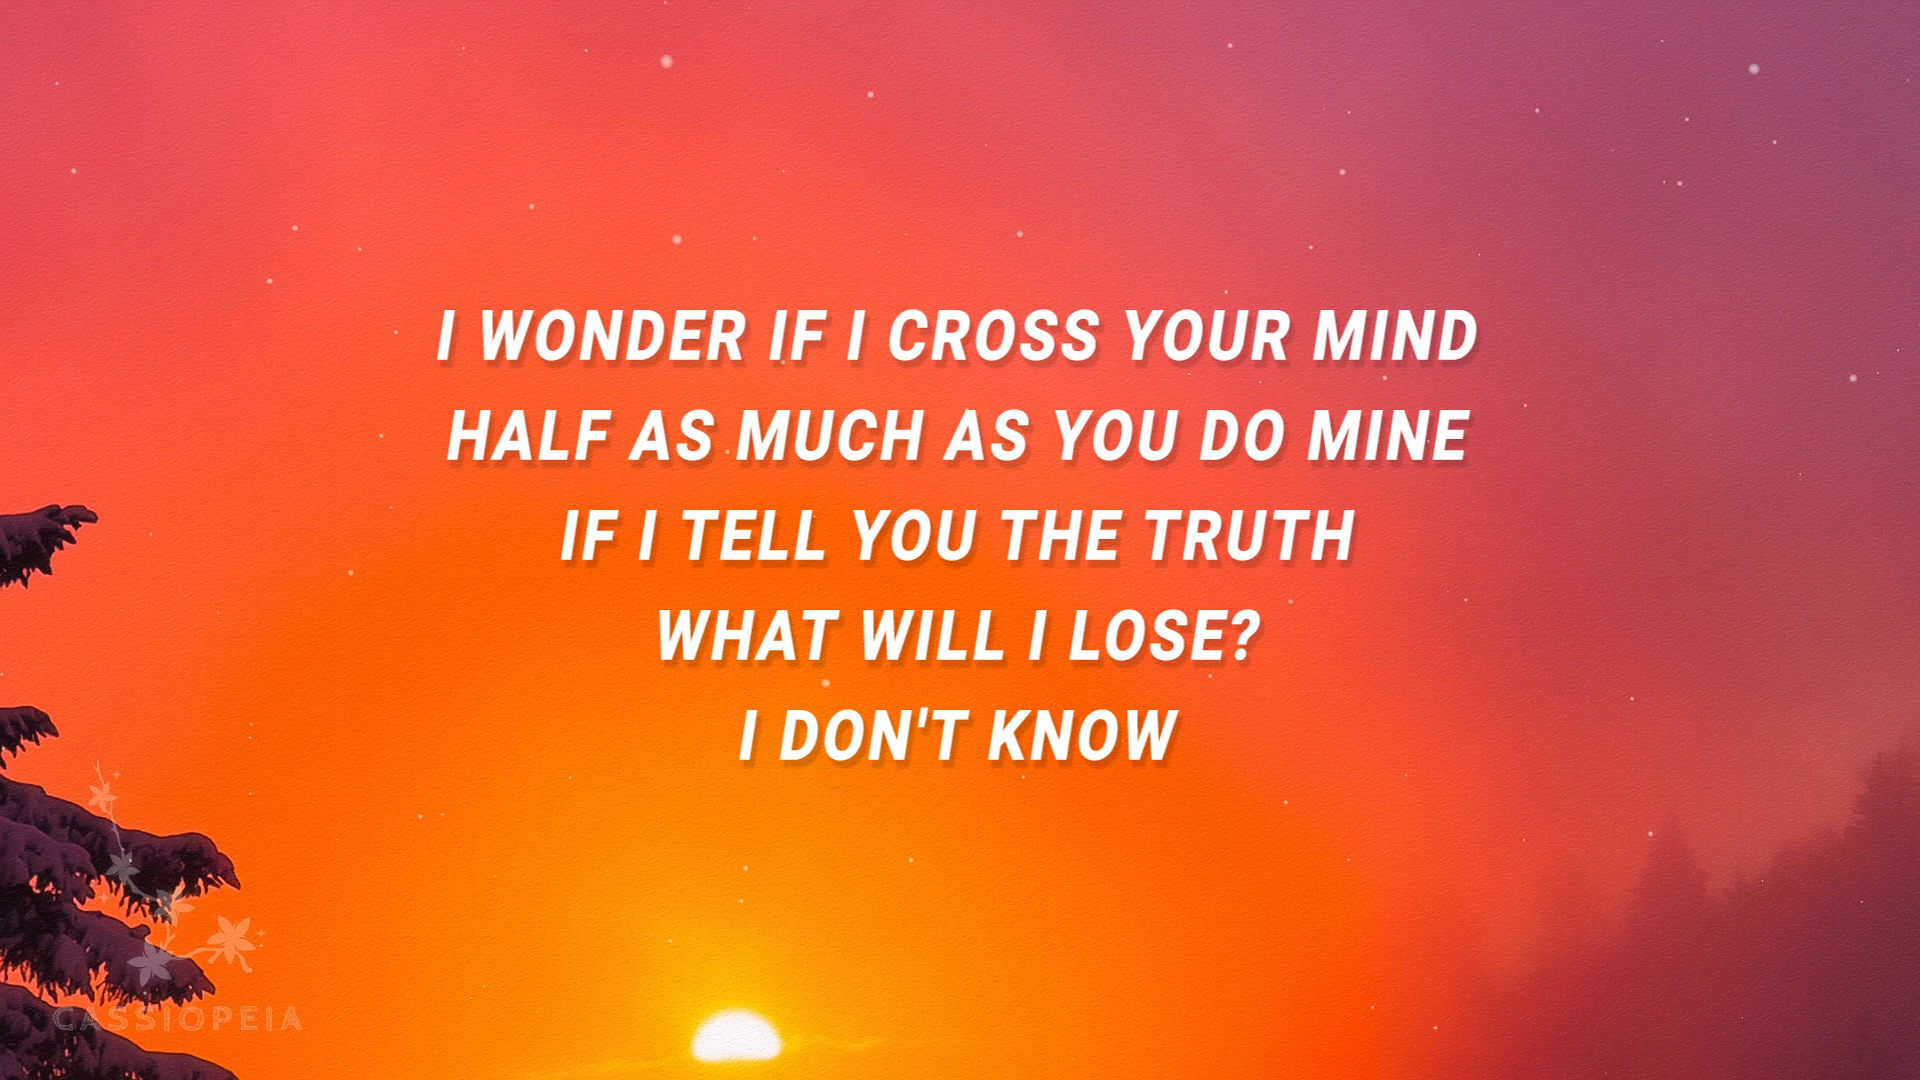 I WONDER IF I CROSS YOUR MIND
HALF AS MUCH AS YOU DO MINE
IF I TELL YOU THE TRUTH
WHAT WILL I LOSE?
I DON'T KNOW
CASSIOPEIA